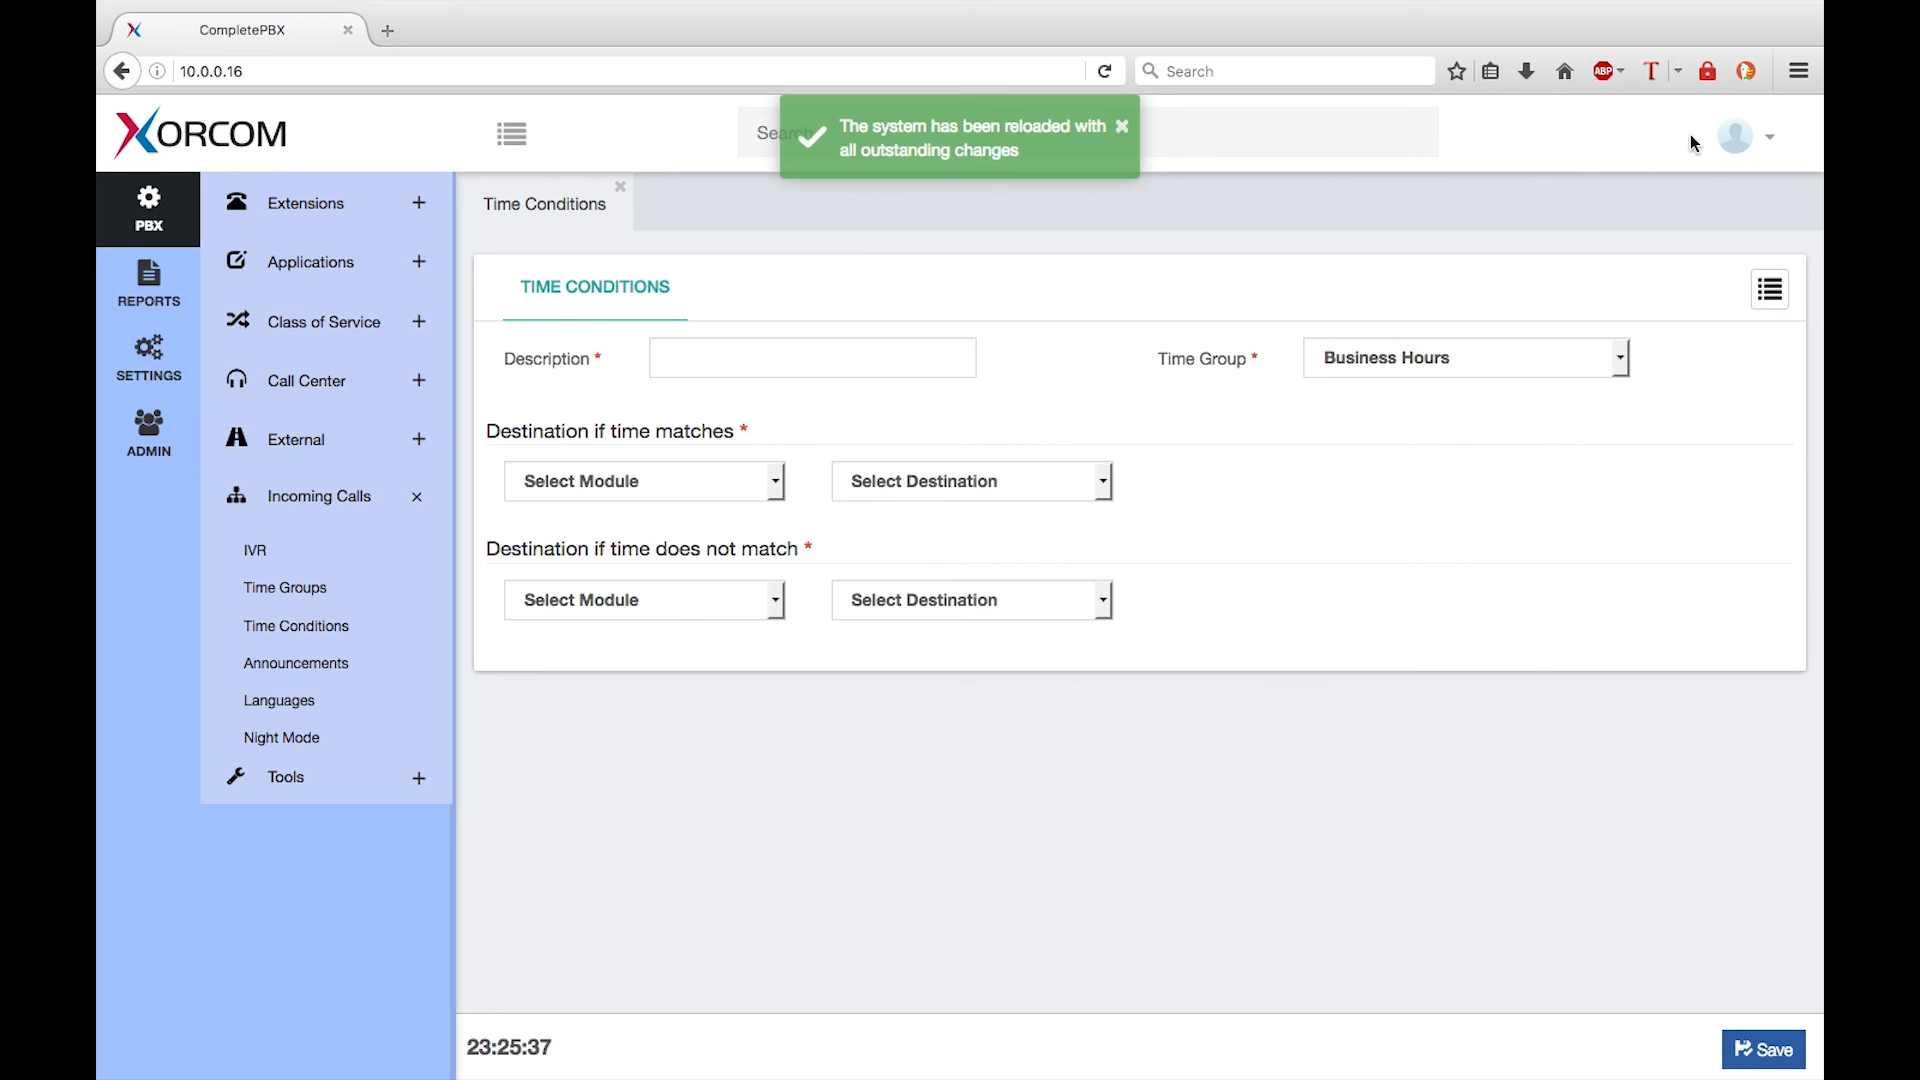 CompletePBX
10.0.0.16
Search
XORCOM
Search
The system has been reloaded with
all outstanding changes
PBX
REPORTS
SETTINGS
ADMIN
Extensions
Applications
Class of Service
Call Center
External
Incoming Calls
IVR
Time Groups
Time Conditions
Announcements
Languages
Night Mode
Tools
Time Conditions
TIME CONDITIONS
Description *
Time Group *
Business Hours
Destination if time matches *
Select Module
Select Destination
Destination if time does not match *
Select Module
Select Destination
23:25:37
Save
ABP
T